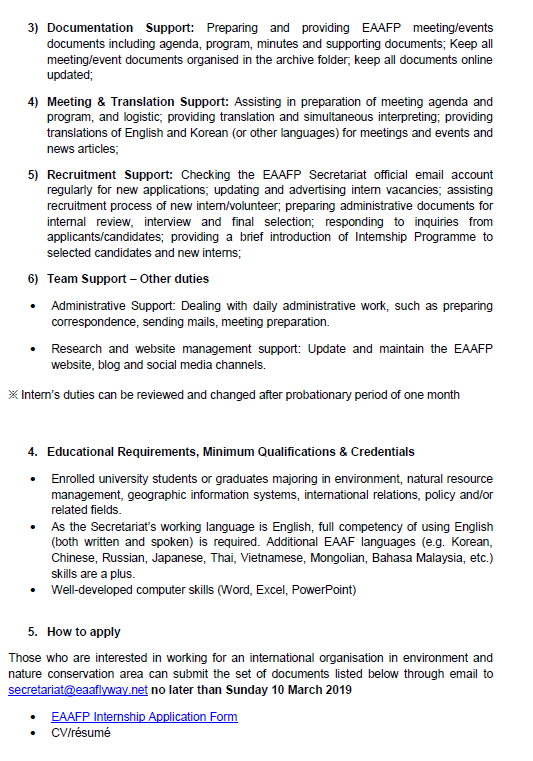 3) Documentation Support: Preparing and providing EAAFP meeting/events
documents including agenda, program, minutes and supporting documents; Keep all
meeting/event documents organised in the archive folder; keep all documents online
updated;
4) Meeting & Translation Support: Assisting in preparation of meeting agenda and
program, and logistic; providing translation and simultaneous interpreting; providing
translations of English and Korean (or other languages) for meetings and events and
news articles;
5) Recruitment Support: Checking the EAAFP Secretariat official email account
regularly for new applications; updating and advertising intern vacancies; assisting
recruitment process of new intern/volunteer; preparing administrative documents for
internal review, interview and final selection; responding to inquiries from
applicants/candidates; providing a brief introduction of Internship Programme to
selected candidates and new interns;
6) Team Support – Other duties
• Administrative Support: Dealing with daily administrative work, such as preparing
correspondence, sending mails, meeting preparation.
• Research and website management support: Update and maintain the EAAFP
website, blog and social media channels.
※ Intern's duties can be reviewed and changed after probationary period of one month
4. Educational Requirements, Minimum Qualifications & Credentials
• Enrolled university students or graduates majoring in environment, natural resource
management, geographic information systems, international relations, policy and/or
related fields.
• As the Secretariat's working language is English, full competency of using English
(both written and spoken) is required. Additional EAAF languages (e.g. Korean,
Chinese, Russian, Japanese, Thai, Vietnamese, Mongolian, Bahasa Malaysia, etc.)
skills are a plus.
• Well-developed computer skills (Word, Excel, PowerPoint)
5. How to apply
Those who are interested in working for an international organisation in environment and
nature conservation area can submit the set of documents listed below through email to
secretariat@eaaflyway.net no later than Sunday 10 March 2019
• EAAFP Internship Application Form
• CV/résumé